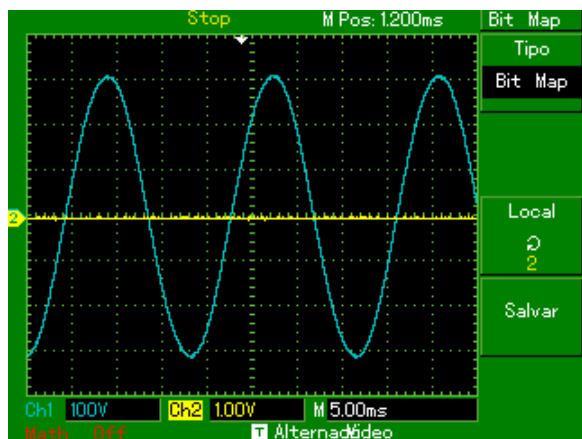 Stop M Pos: 1.200ms Bit Map
Tipo
Bit Map
2
Local
2
Salvar
Ch1 100V Ch2 1.00V M 5.00ms
Math Off T Alternado